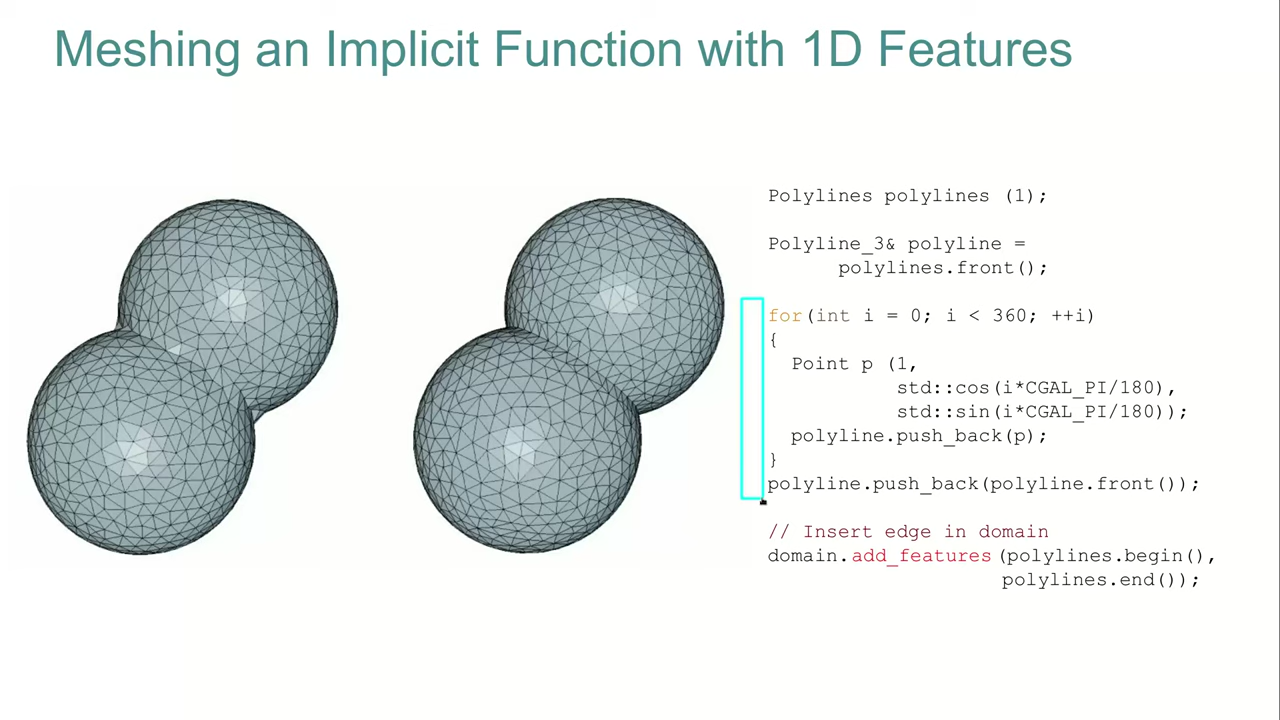 Meshing an Implicit Function with 1D Features
Polylines polylines (1);
Polyline_3& polyline =
polylines.front();
for(int i = 0; i < 360; ++i)
{
Point p (1,
std::cos(i*CGAL_PI/180),
std::sin(i*CGAL_PI/180));
polyline.push_back(p);
}
polyline.push_back(polyline.front());
// Insert edge in domain
domain.add_features(polylines.begin(),
polylines.end());